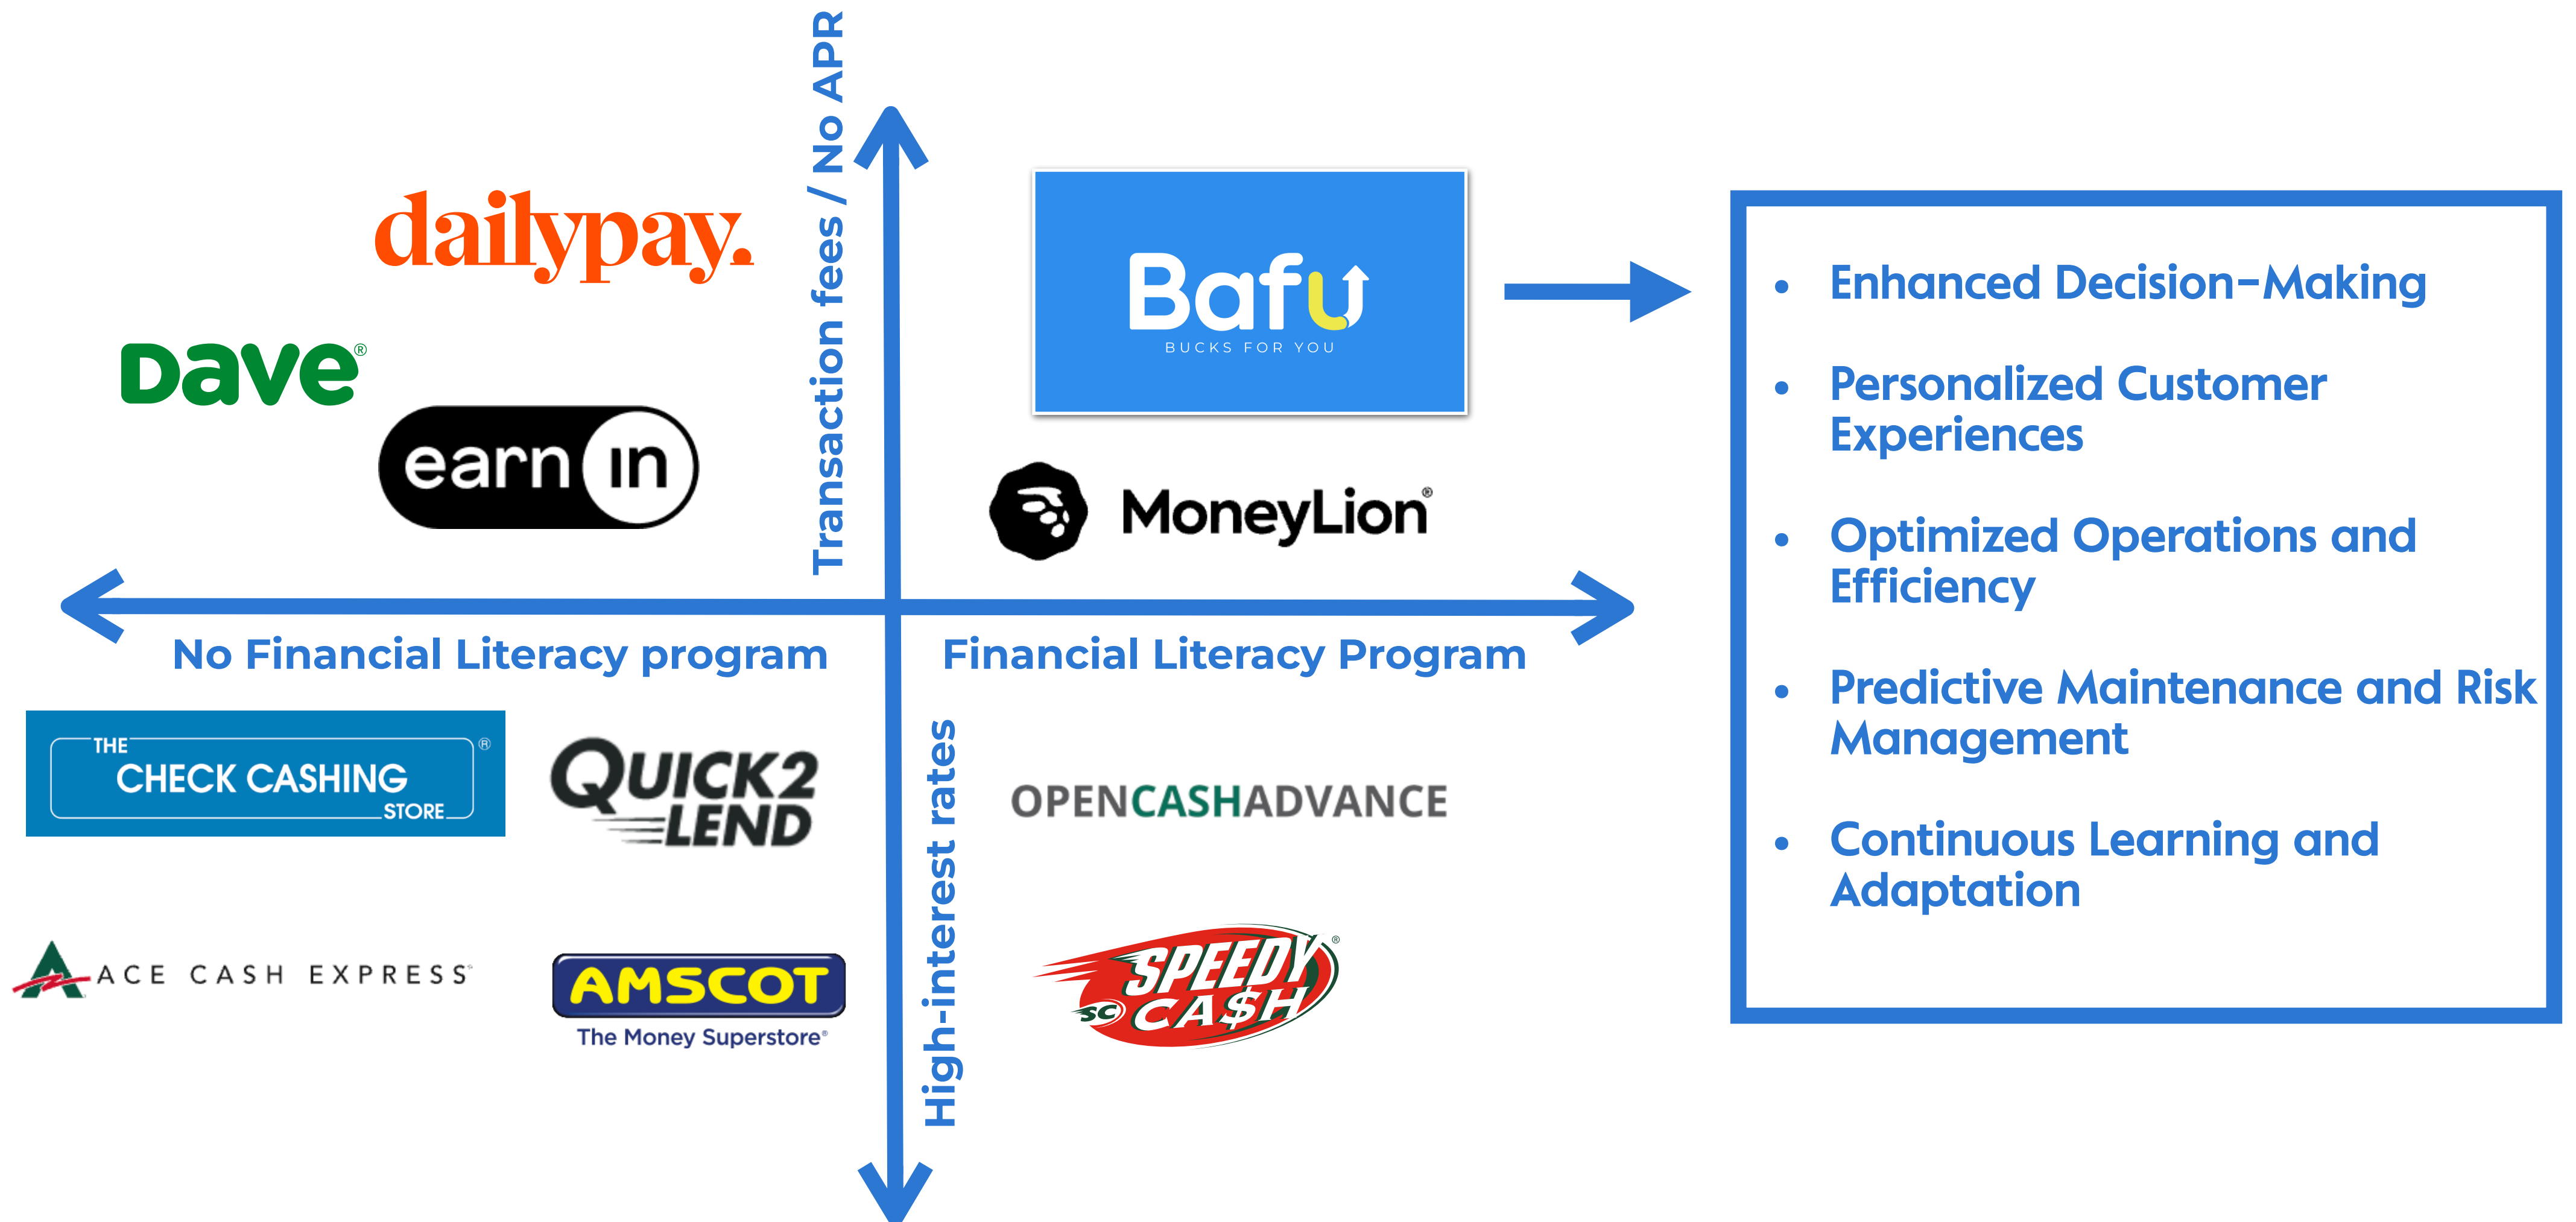 Transaction fees / No APR
dailypay.
Dave®
earn in
Bafu
BUCKS FOR YOU
MoneyLion®
No Financial Literacy program
Financial Literacy Program
THE
CHECK CASHING
STORE
®
QUICK2
LEND
ACE CASH EXPRESS
AMSCOT
The Money Superstore®
High-interest rates
OPENCASHADVANCE
SPEEDY
SC CA$H
®
• Enhanced Decision-Making
• Personalized Customer
Experiences
• Optimized Operations and
Efficiency
• Predictive Maintenance and Risk
Management
• Continuous Learning and
Adaptation